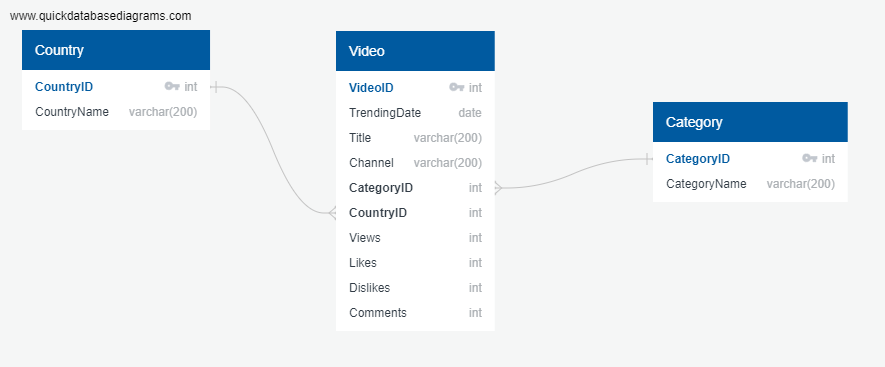 www.quickdatabasediagrams.com
Country
CountryID int
CountryName varchar(200)
Video
VideoID int
TrendingDate date
Title varchar(200)
Channel varchar(200)
CategoryID int
CountryID int
Views int
Likes int
Dislikes int
Comments int
Category
CategoryID int
CategoryName varchar(200)